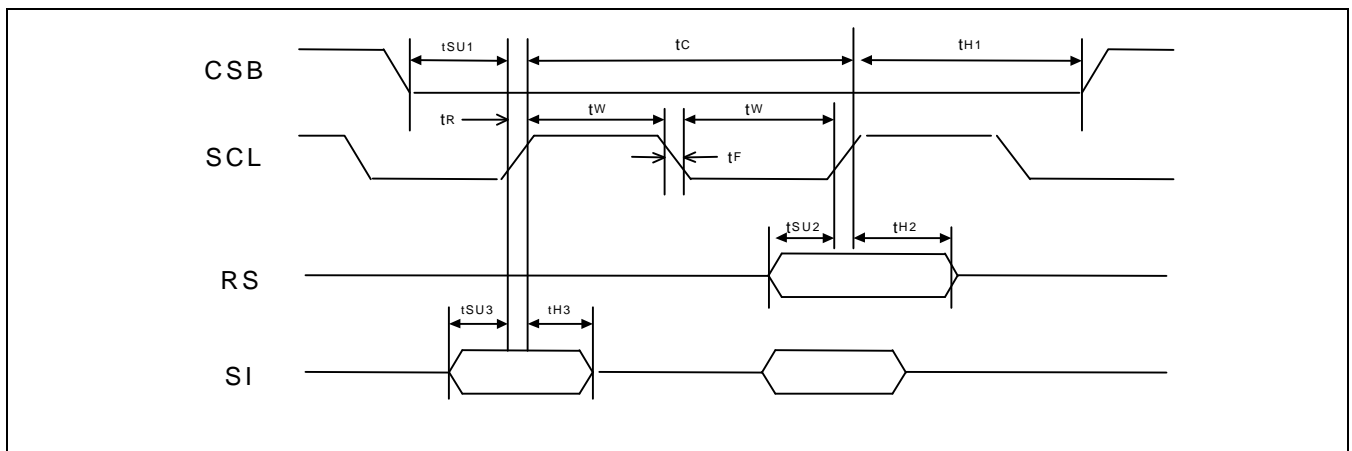 tSU1 tC tH1
CSB
tR tW tW
SCL
tF
tSU2 tH2
RS
tSU3 tH3
SI